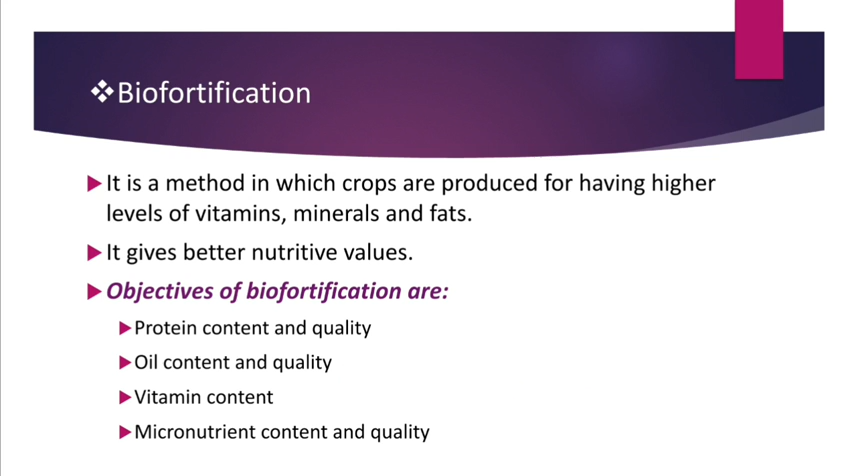 ❖Biofortification
▶It is a method in which crops are produced for having higher
levels of vitamins, minerals and fats.
▶It gives better nutritive values.
▶Objectives of biofortification are:
▶Protein content and quality
▶Oil content and quality
▶Vitamin content
▶Micronutrient content and quality